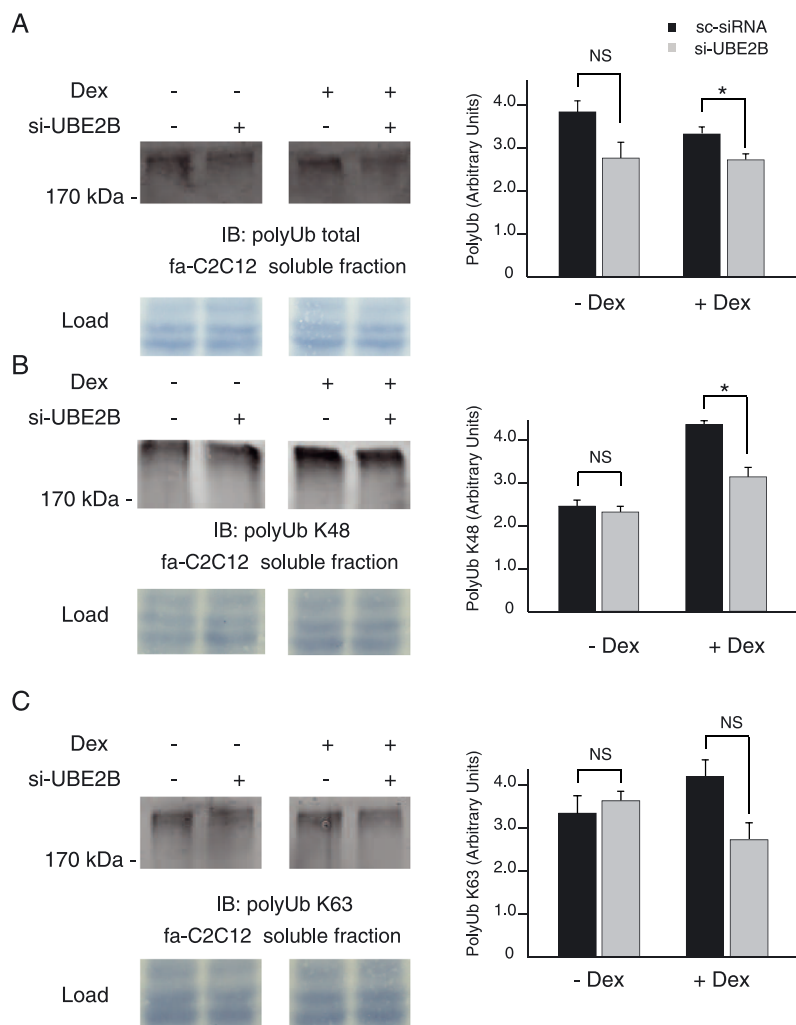 A
Dex - - + +
si-UBE2B - + - +
170 kDa -
IB: polyUb total
fa-C2C12 soluble fraction
Load
sc-siRNA
si-UBE2B
PolyUb (Arbitrary Units)
4.0
3.0
2.0
1.0
0
NS
*
- Dex + Dex
B
Dex - - + +
si-UBE2B - + - +
170 kDa -
IB: polyUb K48
fa-C2C12 soluble fraction
Load
PolyUb K48 (Arbitrary Units)
4.0
3.0
2.0
1.0
0
NS
*
- Dex + Dex
C
Dex - - + +
si-UBE2B - + - +
170 kDa -
IB: polyUb K63
fa-C2C12 soluble fraction
Load
PolyUb K63 (Arbitrary Units)
4.0
3.0
2.0
1.0
0
NS
NS
- Dex + Dex